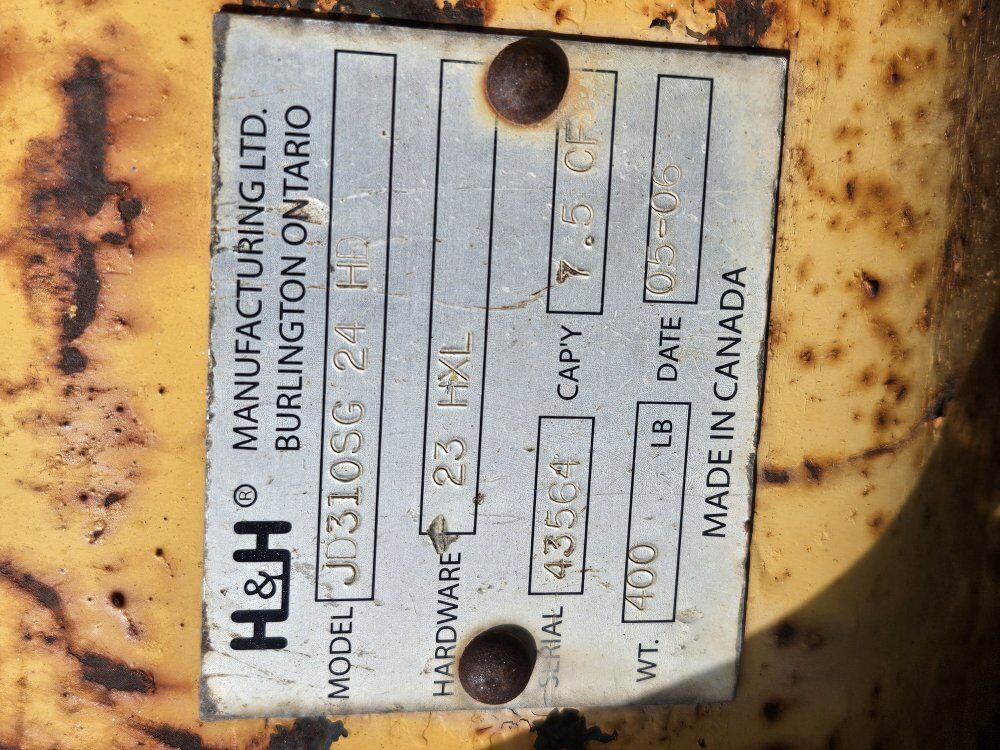 H&H ® MANUFACTURING LTD.
BURLINGTON ONTARIO
MODEL JD310SG 24 HD
HARDWARE 23 HXL
SERIAL 43564 CAP'Y 7.5 CF
WT. 400 LB DATE 05-06
MADE IN CANADA